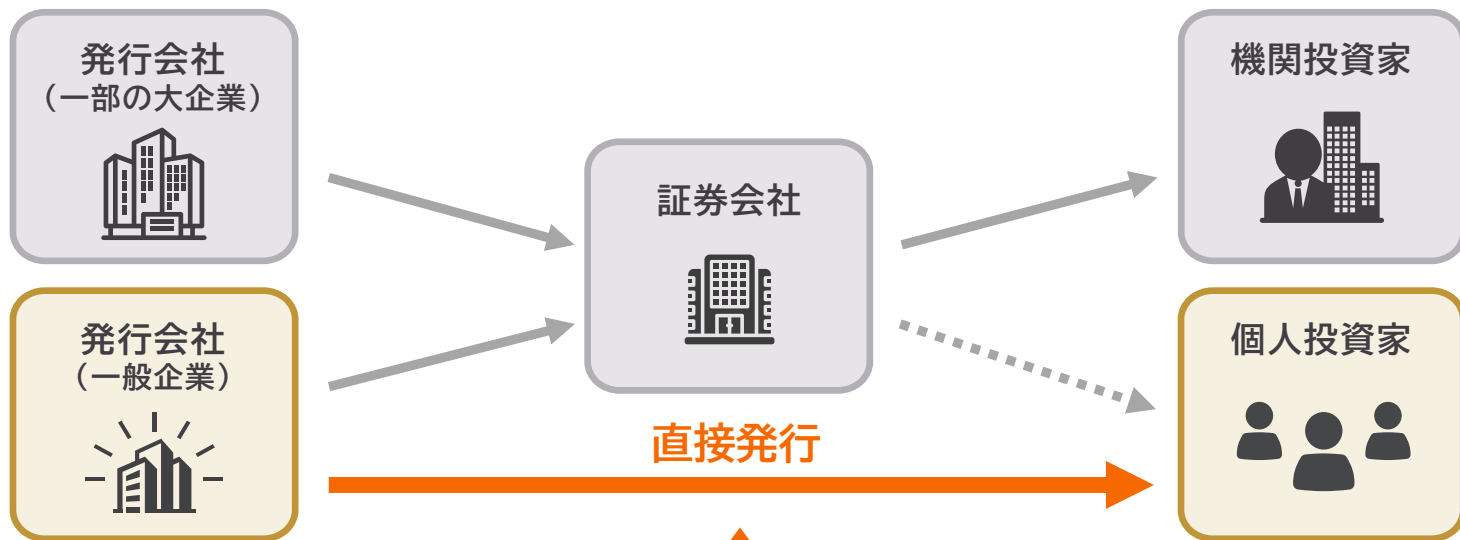 発行会社
（一部の大企業）
機関投資家
証券会社
発行会社
（一般企業）
個人投資家
直接発行